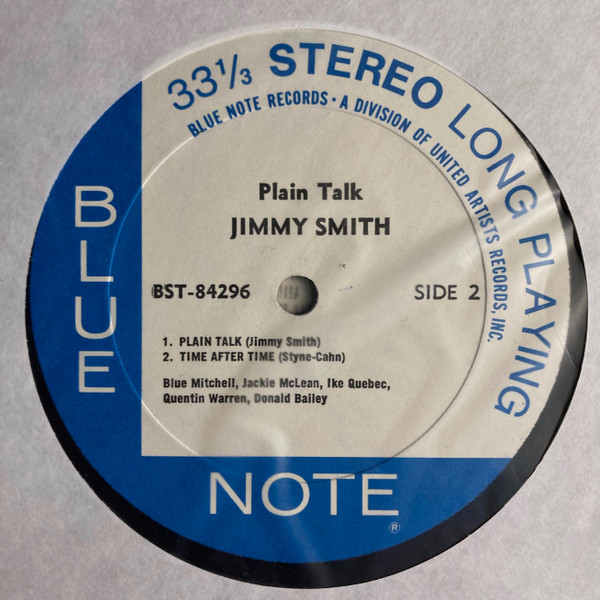 33⅓ STEREO LONG PLAYING
BLUE NOTE RECORDS · A DIVISION OF UNITED ARTISTS RECORDS, INC.
BLUE
Plain Talk
JIMMY SMITH
BST-84296
SIDE 2
1. PLAIN TALK (Jimmy Smith)
2. TIME AFTER TIME (Styne-Cahn)
Blue Mitchell, Jackie McLean, Ike Quebec,
Quentin Warren, Donald Bailey
NOTE
®